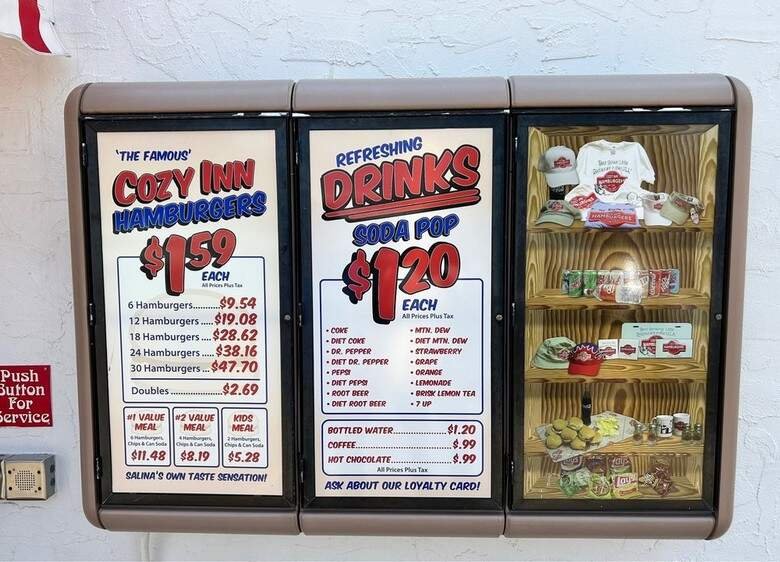 Push
Button
For
Service
'THE FAMOUS'
COZY INN
HAMBURGERS
$1 59
EACH
All Prices Plus Tax
6 Hamburgers..........$9.54
12 Hamburgers .... $19.08
18 Hamburgers.... $28.62
24 Hamburgers.... $38.16
30 Hamburgers... $47.70
Doubles ..................$2.69
#1 VALUE MEAL
6 Hamburgers, Chips & Can Soda
$11.48
#2 VALUE MEAL
4 Hamburgers, Chips & Can Soda
$8.19
KIDS MEAL
2 Hamburgers, Chips & Can Soda
$5.28
SALINA'S OWN TASTE SENSATION!
REFRESHING
DRINKS
SODA POP
$1 20
EACH
All Prices Plus Tax
• COKE
• DIET COKE
• DR. PEPPER
• DIET DR. PEPPER
• PEPSI
• DIET PEPSI
• ROOT BEER
• DIET ROOT BEER
• MTN. DEW
• DIET MTN. DEW
• STRAWBERRY
• GRAPE
• ORANGE
• LEMONADE
• BRISK LEMON TEA
• 7 UP
BOTTLED WATER..................$1.20
COFFEE.................................$.99
HOT CHOCOLATE...................$.99
All Prices Plus Tax
ASK ABOUT OUR LOYALTY CARD!
HAMBURGERS
HAMBURGERS
Lay's